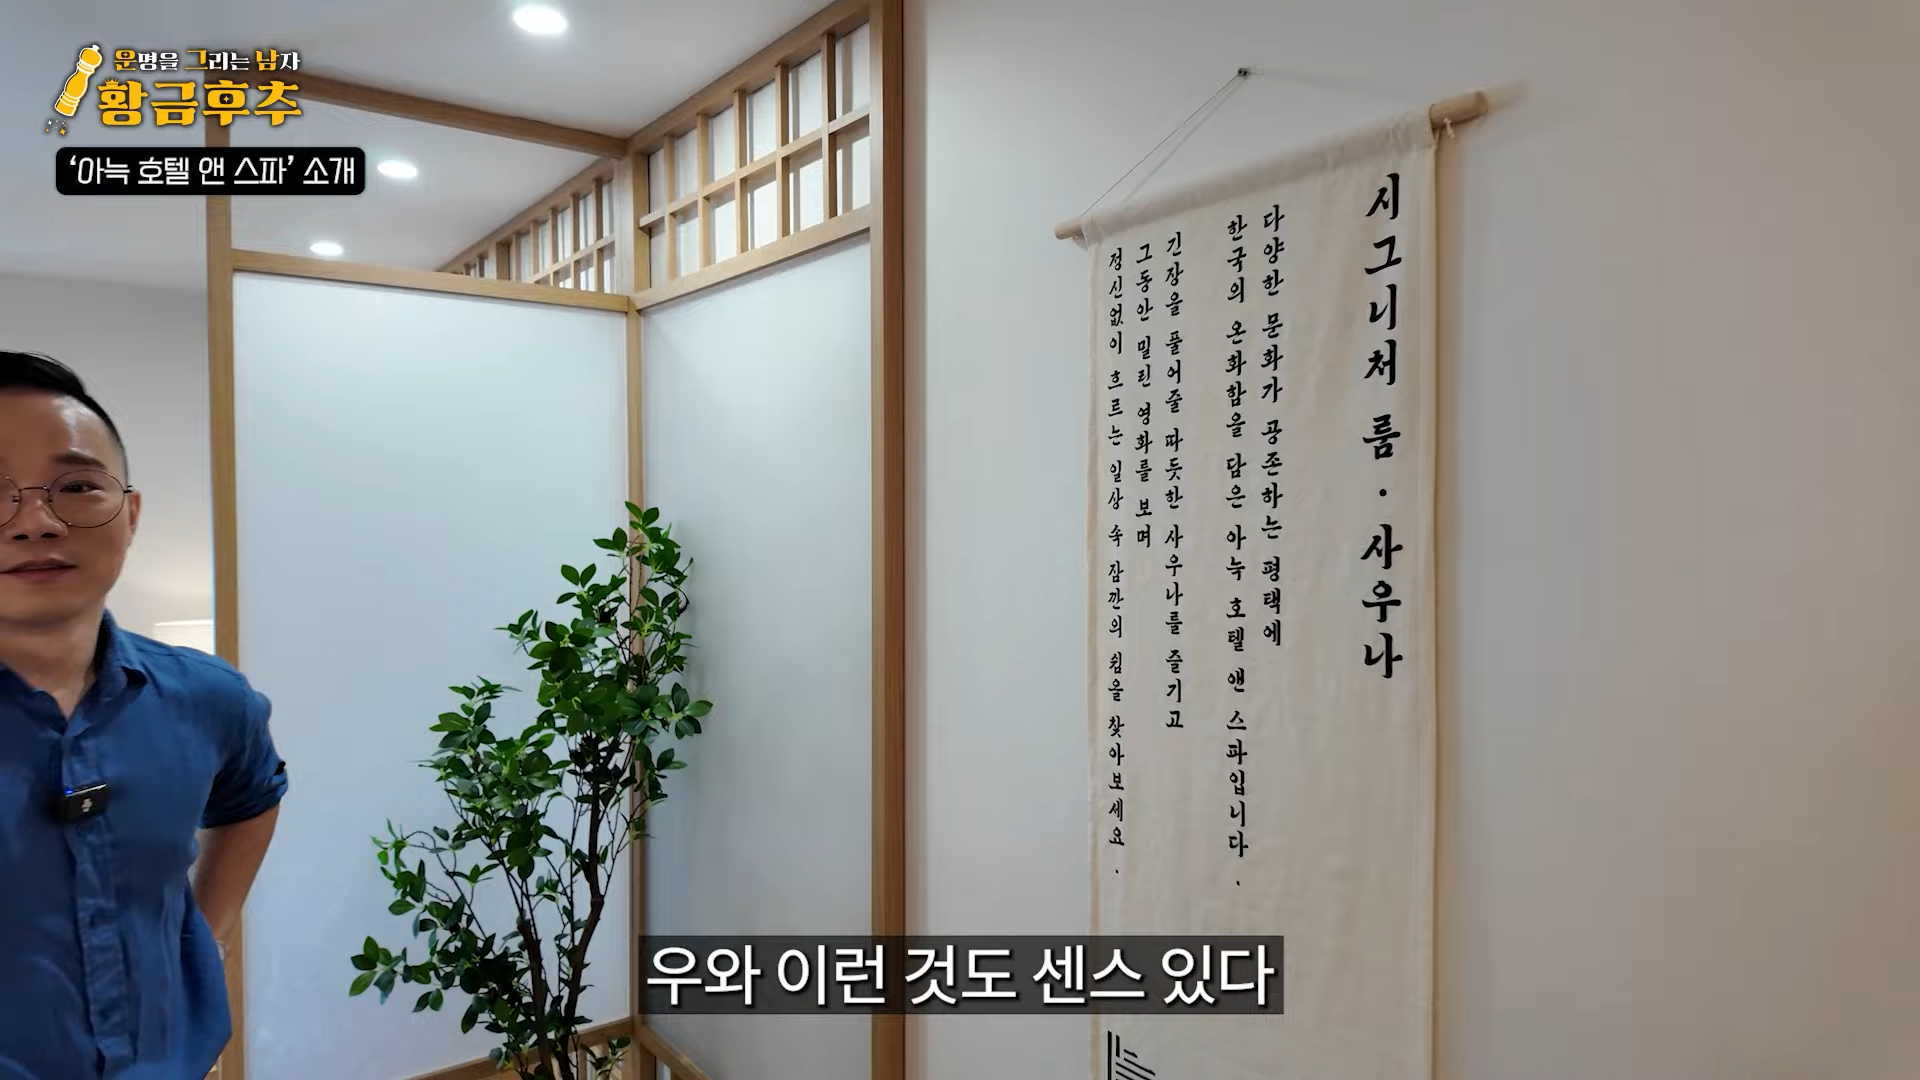 운명을 그리는 남자
황금후추
‘아늑 호텔 앤 스파’ 소개
시그니처 룸 · 사우나
다양한 문화가 공존하는 평택에
한국의 온화함을 담은 아늑 호텔 앤 스파입니다.
긴장을 풀어줄 따듯한 사우나를 즐기고
그동안 밀린 영화를 보며
정신없이 흐르는 일상 속 잠깐의 쉼을 찾아보세요.
우와 이런 것도 센스 있다